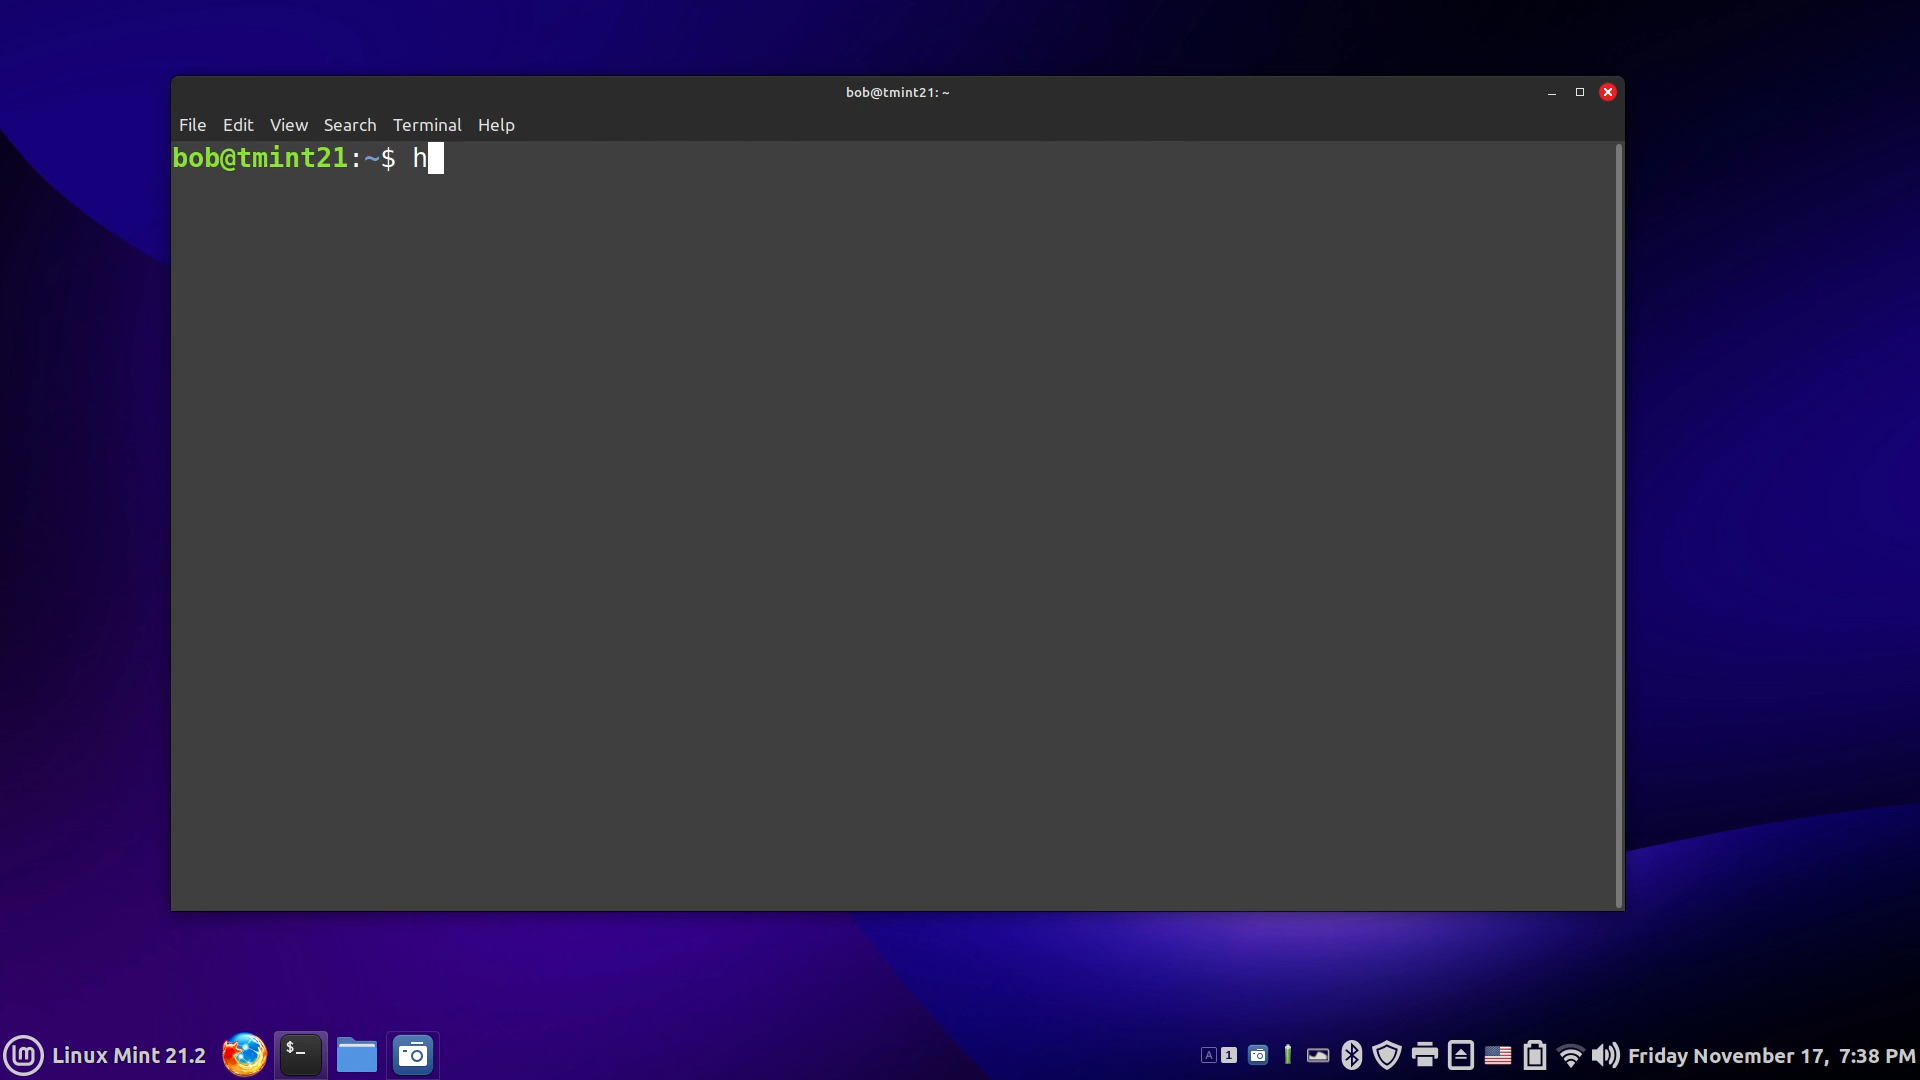 bob@tmint21: ~
File Edit View Search Terminal Help
bob@tmint21:~$ h
Linux Mint 21.2
$_
A 1
Friday November 17, 7:38 PM